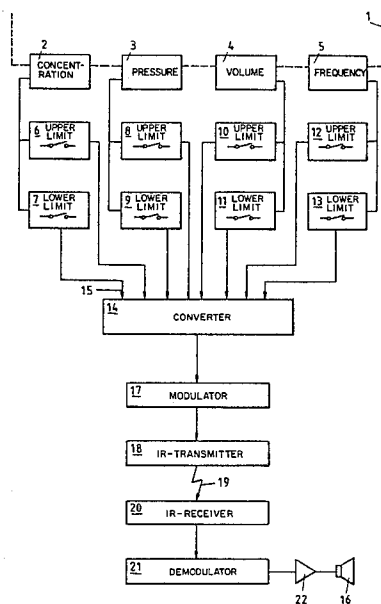 1
2 3 4 5
CONCENT-
RATION PRESSURE VOLUME FREQUENCY
6 UPPER LIMIT 8 UPPER LIMIT 10 UPPER LIMIT 12 UPPER LIMIT
7 LOWER LIMIT 9 LOWER LIMIT 11 LOWER LIMIT 13 LOWER LIMIT
15
14 CONVERTER
17 MODULATOR
18 IR-TRANSMITTER
19
20 IR-RECEIVER
21 DEMODULATOR
22 16